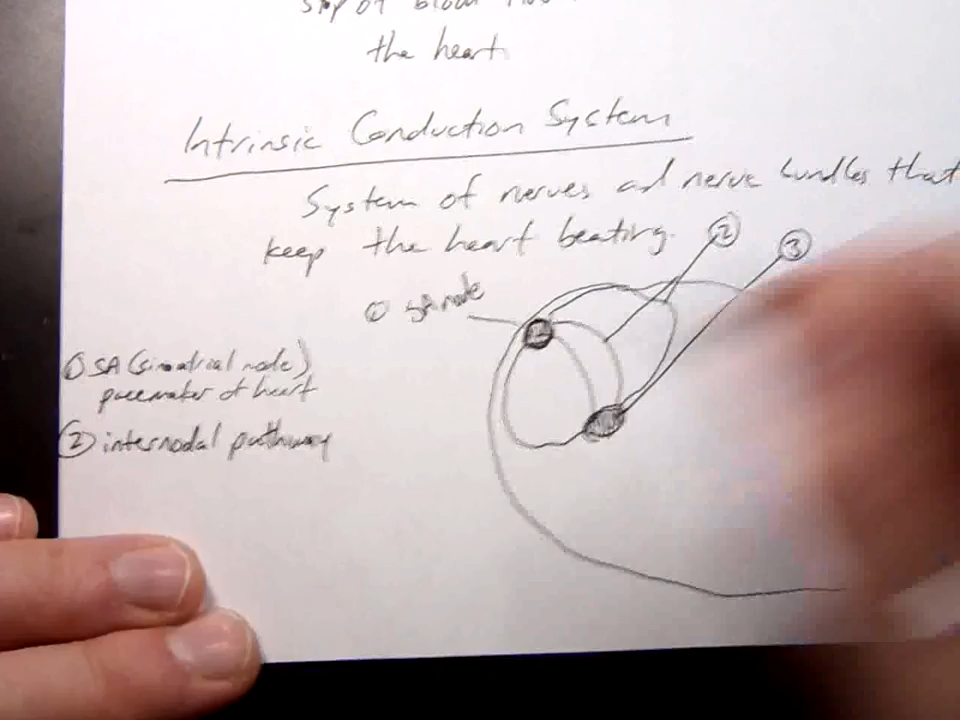 the heart
Intrinsic Conduction System
System of nerves and nerve bundles that
keep the heart beating.
② ③
① SA node
① SA (sinoatrial node)
pacemaker of heart
② internodal pathway